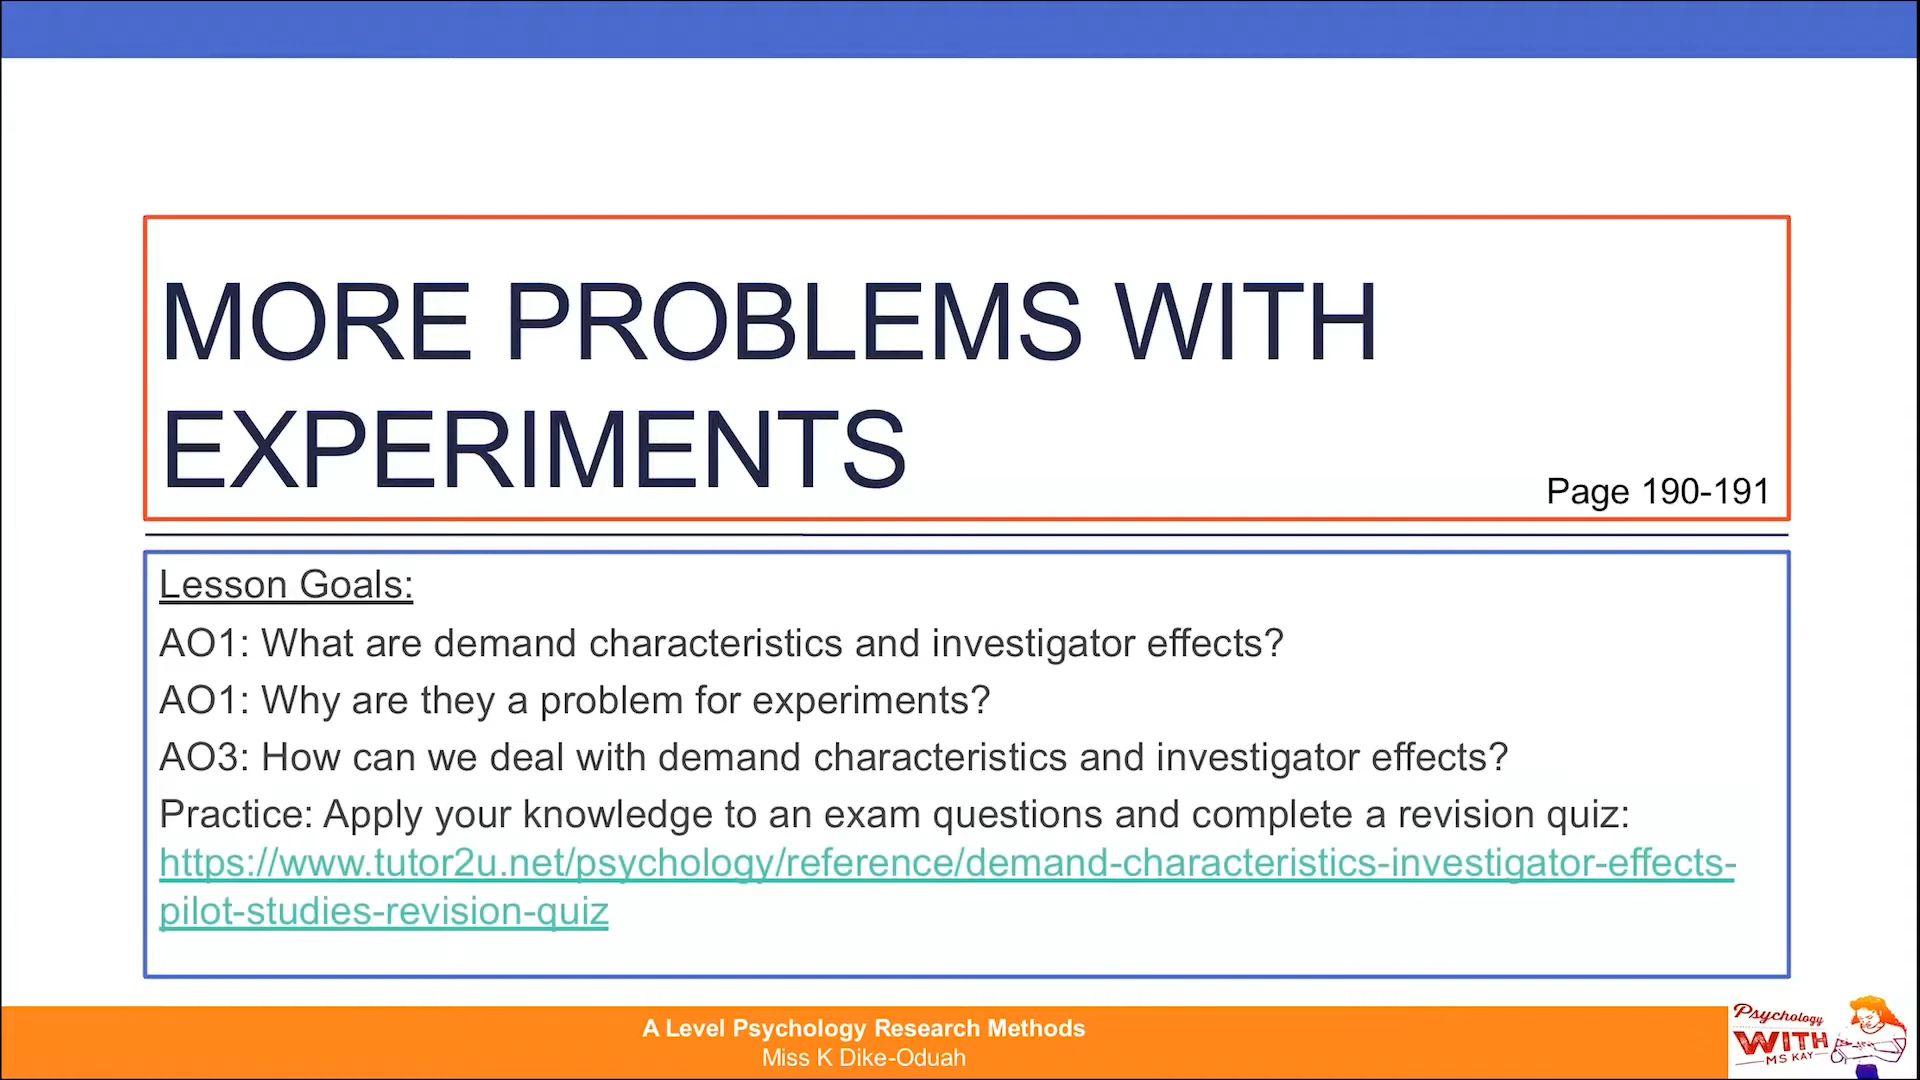 MORE PROBLEMS WITH
EXPERIMENTS
Page 190-191
Lesson Goals:
AO1: What are demand characteristics and investigator effects?
AO1: Why are they a problem for experiments?
AO3: How can we deal with demand characteristics and investigator effects?
Practice: Apply your knowledge to an exam questions and complete a revision quiz:
https://www.tutor2u.net/psychology/reference/demand-characteristics-investigator-effects-
pilot-studies-revision-quiz
A Level Psychology Research Methods
Miss K Dike-Oduah
Psychology
WITH
MS KAY